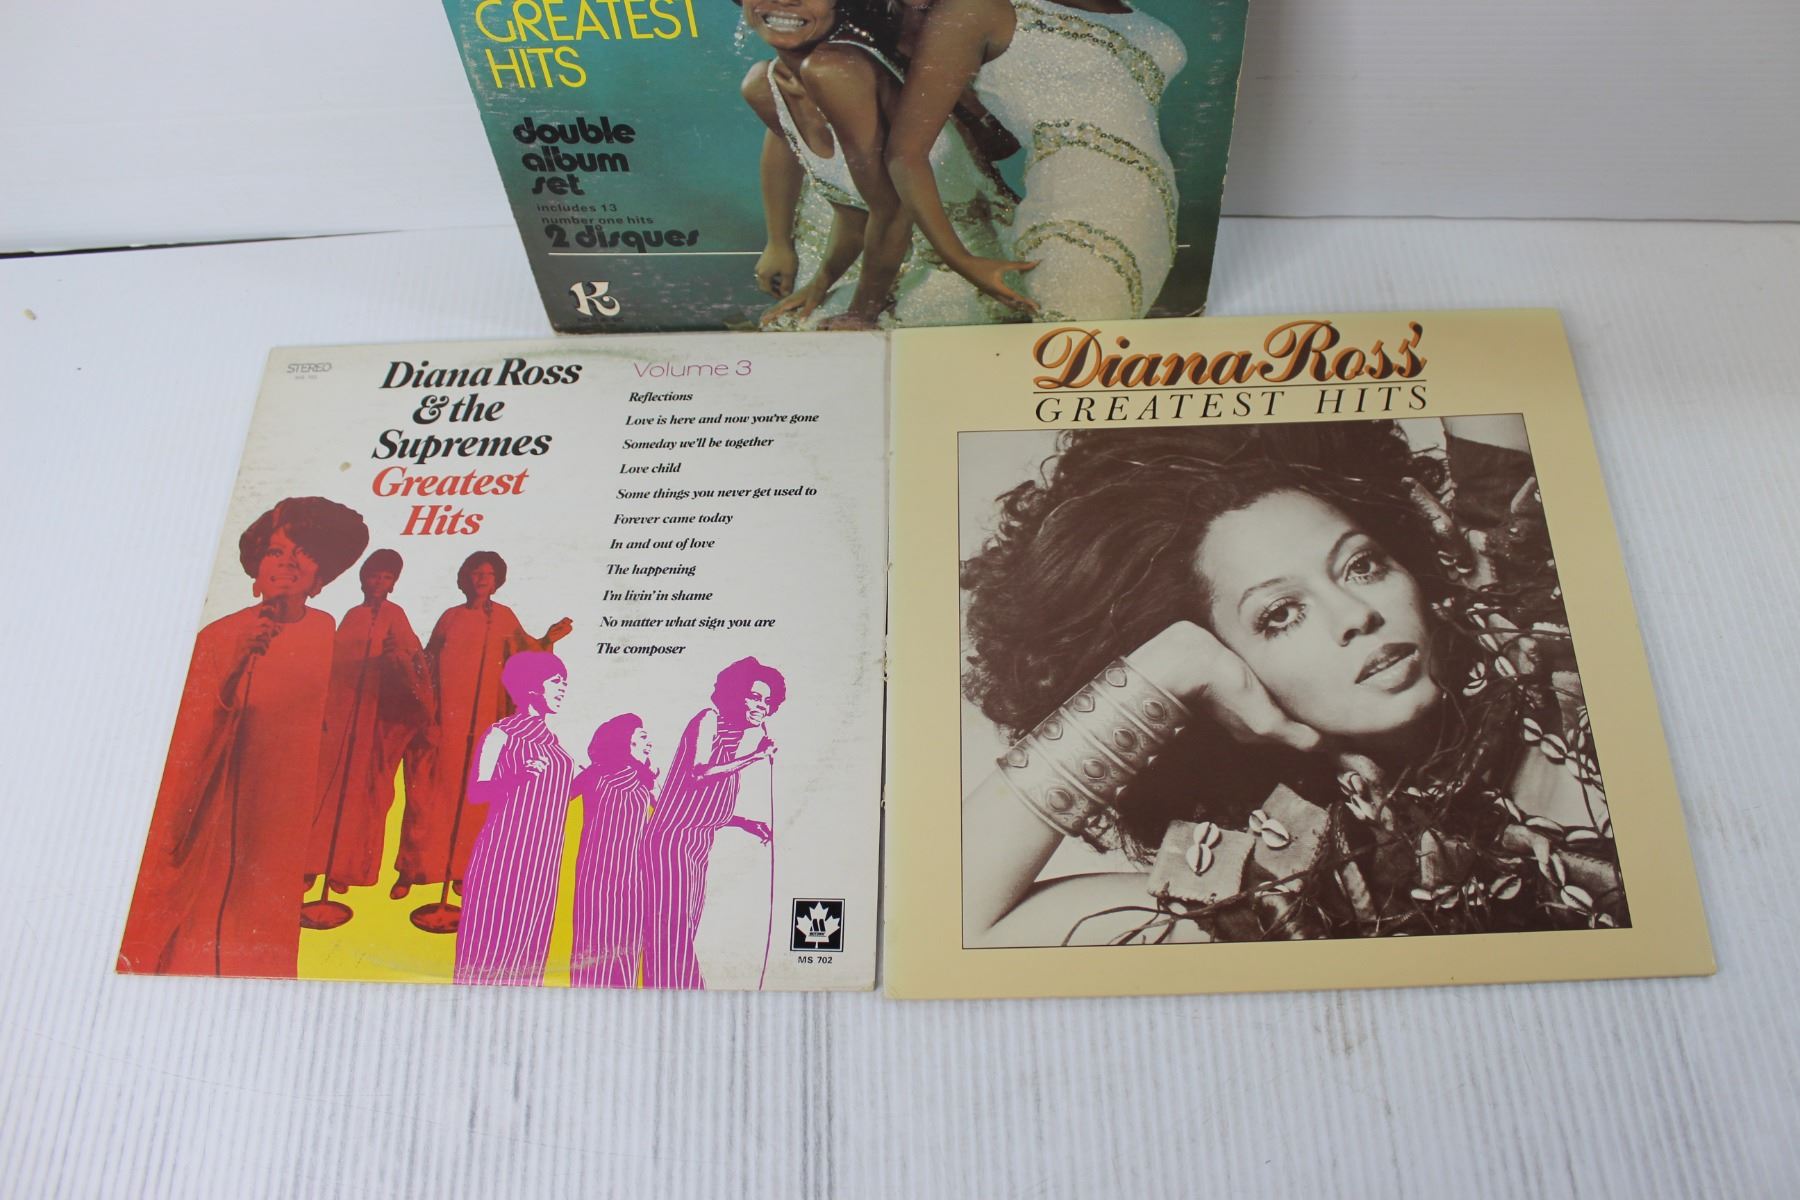 GREATEST
HITS
double
album
set
includes 13
number one hits
2 disques
K
STEREO
Diana Ross
& the
Supremes
Greatest
Hits
Volume 3
Reflections
Love is here and now you're gone
Someday we'll be together
Love child
Some things you never get used to
Forever came today
In and out of love
The happening
I'm livin' in shame
No matter what sign you are
The composer
M
MS 702
Diana Ross'
GREATEST HITS